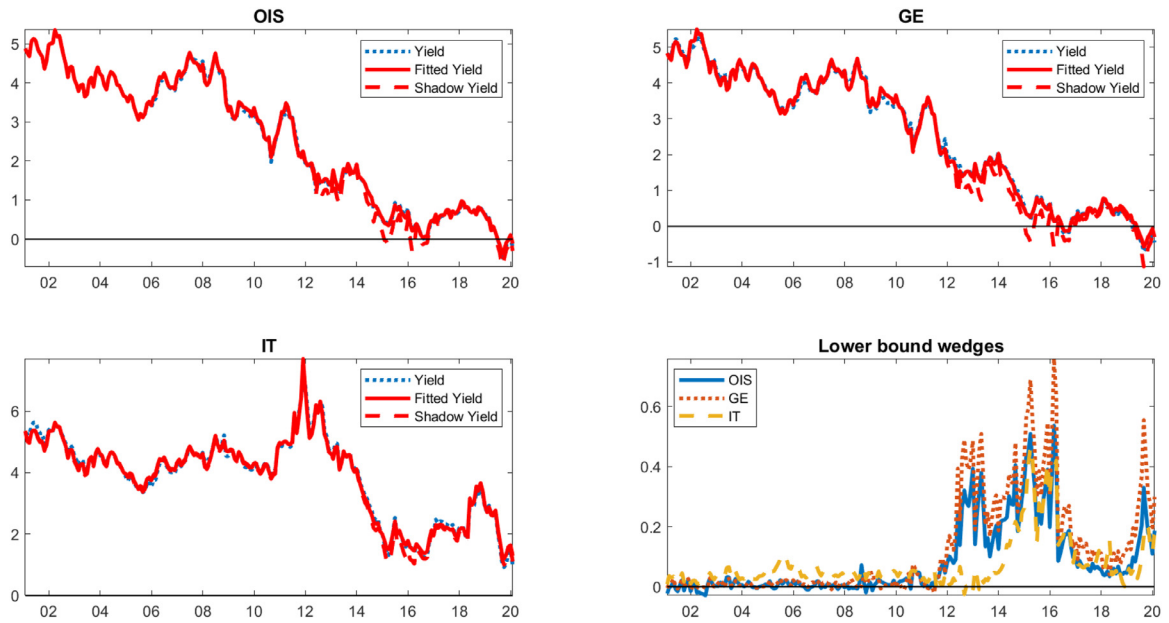 OIS
5
4
3
2
1
0
02 04 06 08 10 12 14 16 18 20
Yield
Fitted Yield
Shadow Yield
GE
5
4
3
2
1
0
-1
02 04 06 08 10 12 14 16 18 20
Yield
Fitted Yield
Shadow Yield
IT
6
4
2
0
02 04 06 08 10 12 14 16 18 20
Yield
Fitted Yield
Shadow Yield
Lower bound wedges
0.6
0.4
0.2
0
02 04 06 08 10 12 14 16 18 20
OIS
GE
IT